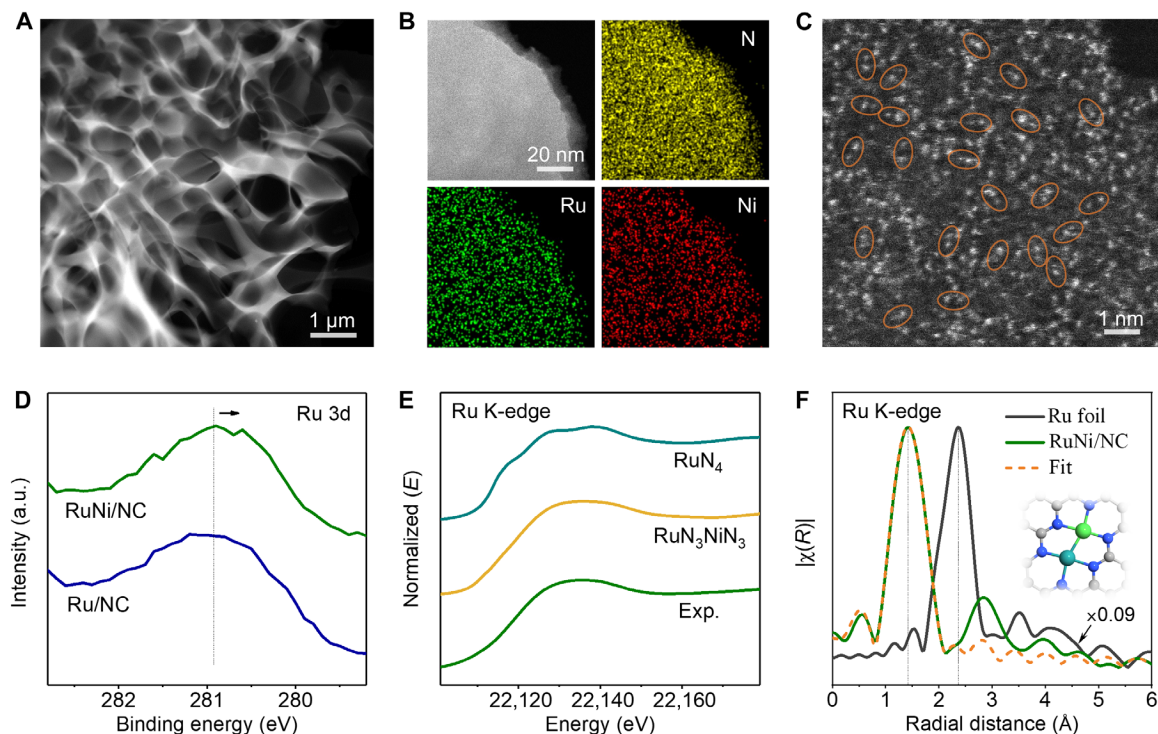 A
1 µm
B
20 nm
N
Ru
Ni
C
1 nm
D
Ru 3d
RuNi/NC
Ru/NC
Intensity (a.u.)
282
281
280
Binding energy (eV)
E
Ru K-edge
RuN₄
RuN₃NiN₃
Exp.
Normalized (E)
22,120
22,140
22,160
Energy (eV)
F
Ru K-edge
Ru foil
RuNi/NC
Fit
×0.09
|χ(R)|
0 1 2 3 4 5 6
Radial distance (Å)